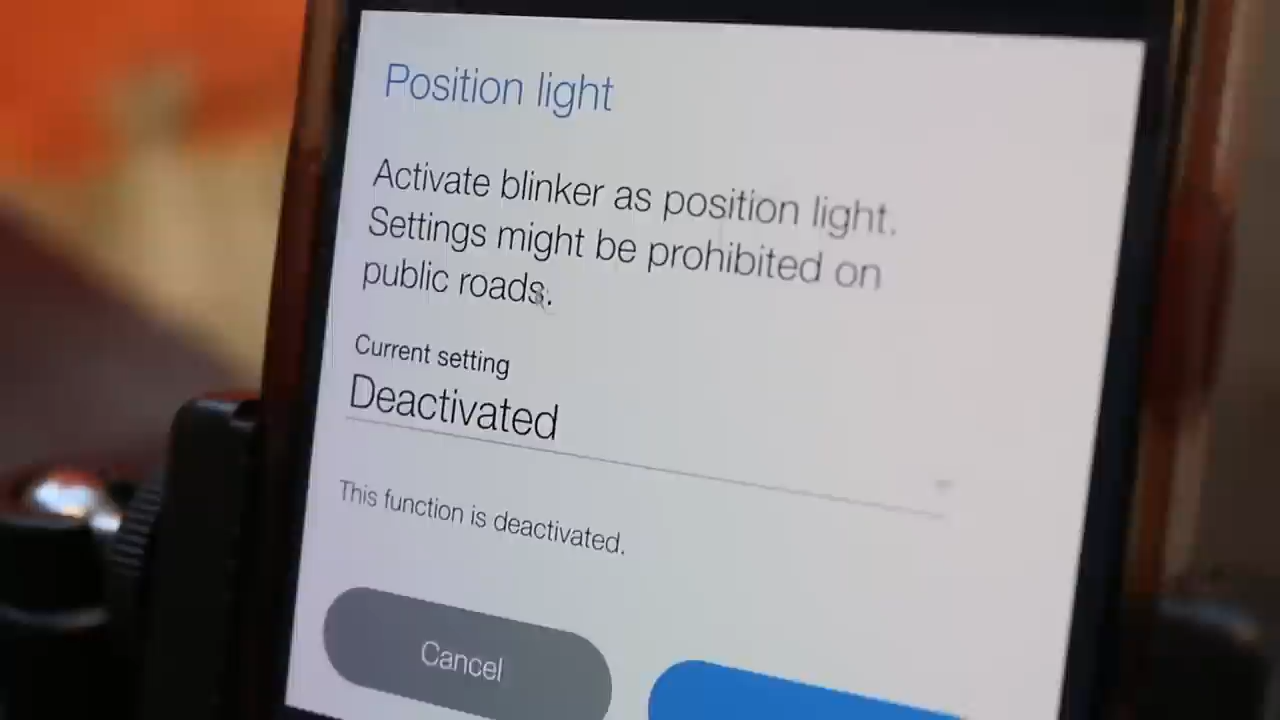 Position light
Activate blinker as position light.
Settings might be prohibited on
public roads.
Current setting
Deactivated
This function is deactivated.
Cancel